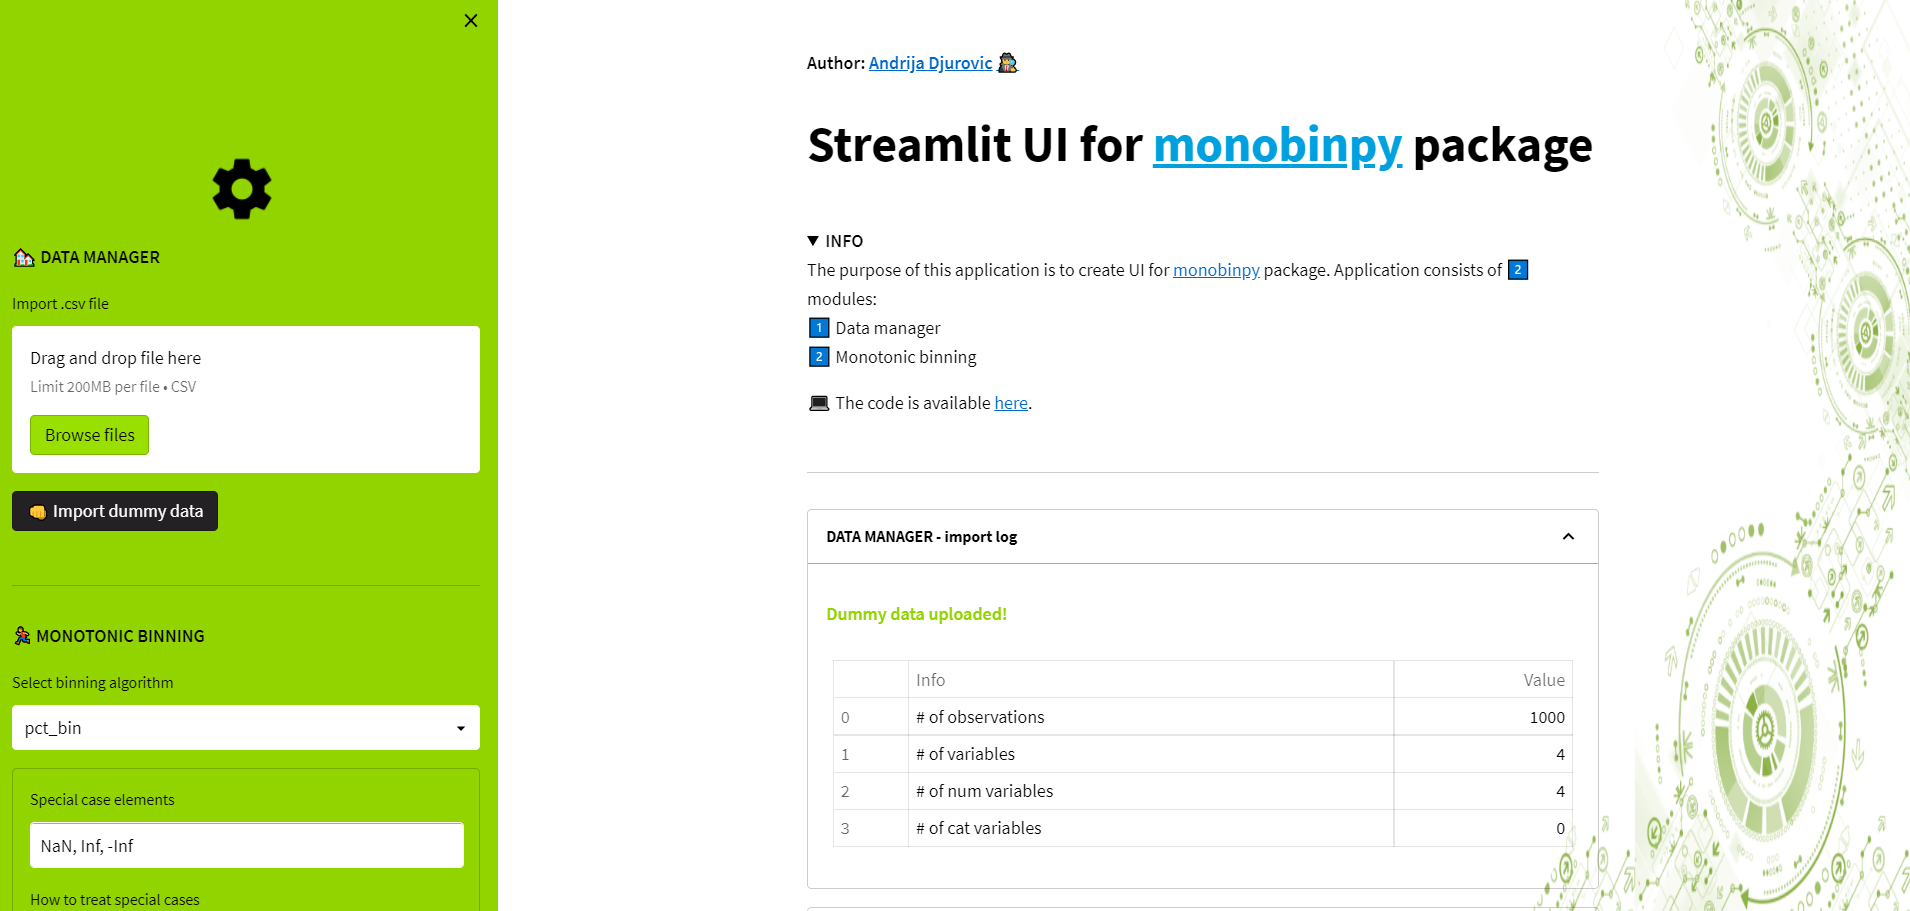 DATA MANAGER
Import .csv file
Drag and drop file here
Limit 200MB per file • CSV
Browse files
Import dummy data
MONOTONIC BINNING
Select binning algorithm
pct_bin
Special case elements
NaN, Inf, -Inf
How to treat special cases
Author: Andrija Djurovic
Streamlit UI for monobinpy package
INFO
The purpose of this application is to create UI for monobinpy package. Application consists of 2
modules:
1 Data manager
2 Monotonic binning
The code is available here.
DATA MANAGER - import log
Dummy data uploaded!
Info Value
0 # of observations 1000
1 # of variables 4
2 # of num variables 4
3 # of cat variables 0